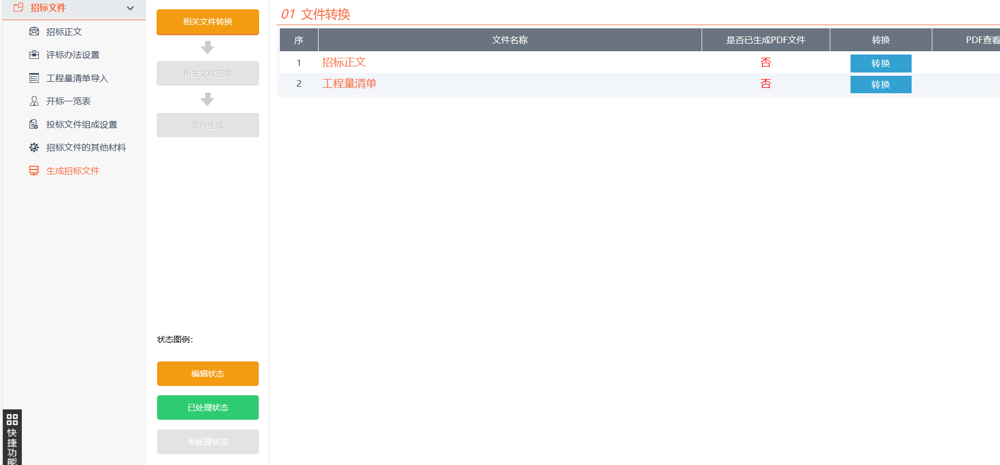 招标文件
招标正文
评标办法设置
工程量清单导入
开标一览表
投标文件组成设置
招标文件的其他材料
生成招标文件
快捷功能
相关文件转换
相关文件签章
文件生成
状态图例：
编辑状态
已处理状态
未处理状态
01 文件转换
序 文件名称 是否已生成PDF文件 转换 PDF查看
1 招标正文 否 转换
2 工程量清单 否 转换